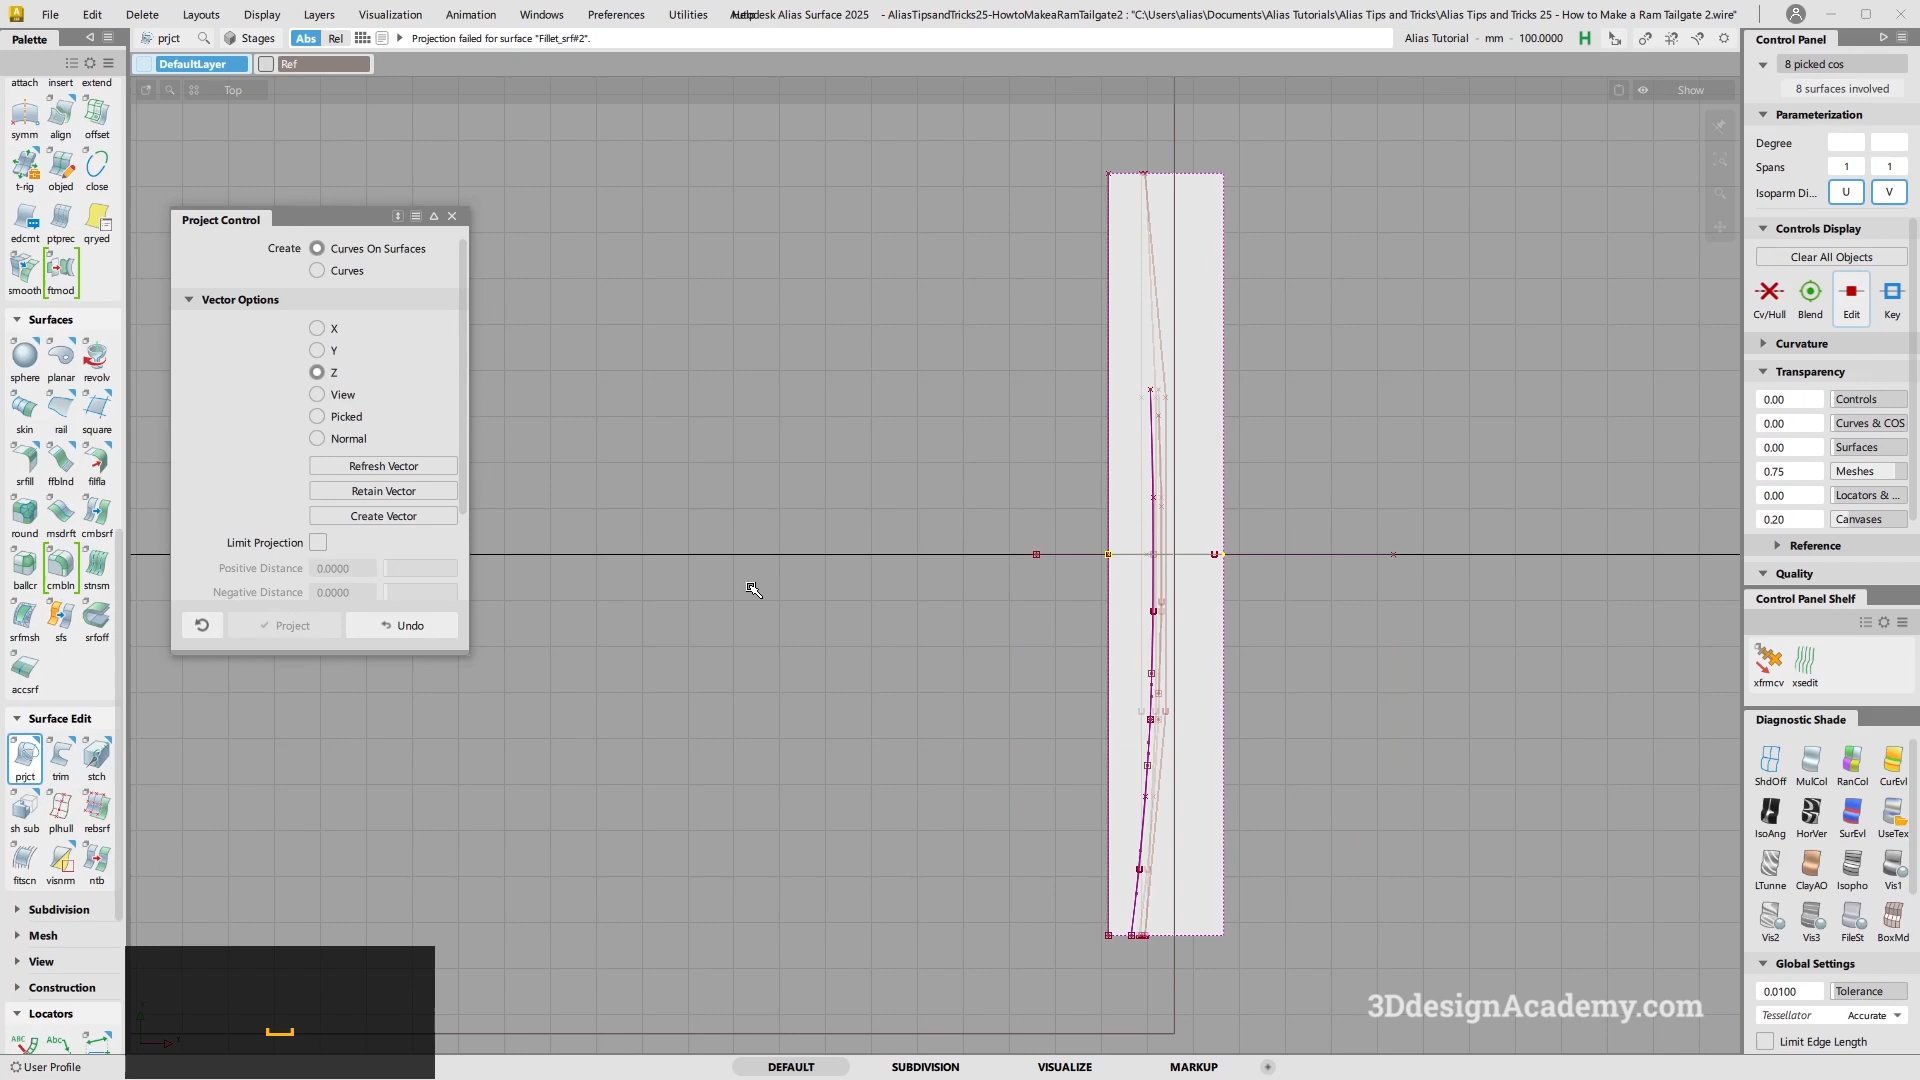 File Edit Delete Layouts Display Layers Visualization Animation Windows Preferences Utilities
Autodesk Alias Surface 2025 - AliasTipsandTricks25-HowtoMakeaRamTailgate2 : "C:\Users\alias\Documents\Alias Tutorials\Alias Tips and Tricks\Alias Tips and Tricks 25 - How to Make a Ram Tailgate 2.wire"
Palette
prjct
Stages
Abs Rel
Projection failed for surface "Fillet_srf#2".
Alias Tutorial - mm - 100.0000
H
DefaultLayer
Ref
Top
Show
attach insert extend
symm align offset
t-rig objed close
edcmt ptprec qryed
smooth ftmod
Surfaces
sphere planar revolv
skin rail square
srfill ffblnd filfla
round msdrft cmbsrf
ballcr cmbln stnsm
srfmsh sfs srfoff
accsrf
Surface Edit
prjct trim stch
sh sub plhull rebsrf
fitscn visnrm ntb
Subdivision
Mesh
View
Construction
Locators
User Profile
Project Control
Create Curves On Surfaces
Curves
Vector Options
X
Y
Z
View
Picked
Normal
Refresh Vector
Retain Vector
Create Vector
Limit Projection
Positive Distance 0.0000
Negative Distance 0.0000
Project
Undo
Control Panel
8 picked cos
8 surfaces involved
Parameterization
Degree
Spans 1 1
Isoparm Di... U V
Controls Display
Clear All Objects
Cv/Hull Blend Edit Key
Curvature
Transparency
0.00 Controls
0.00 Curves & COS
0.00 Surfaces
0.75 Meshes
0.00 Locators & ...
0.20 Canvases
Reference
Quality
Control Panel Shelf
xfrmcv xsedit
Diagnostic Shade
ShdOff MulCol RanCol CurEvl
IsoAng HorVer SurEvl UseTex
LTunne ClayAO Isopho Vis1
Vis2 Vis3 FileSt BoxMd
Global Settings
0.0100 Tolerance
Tessellator Accurate
Limit Edge Length
3DdesignAcademy.com
DEFAULT SUBDIVISION VISUALIZE MARKUP